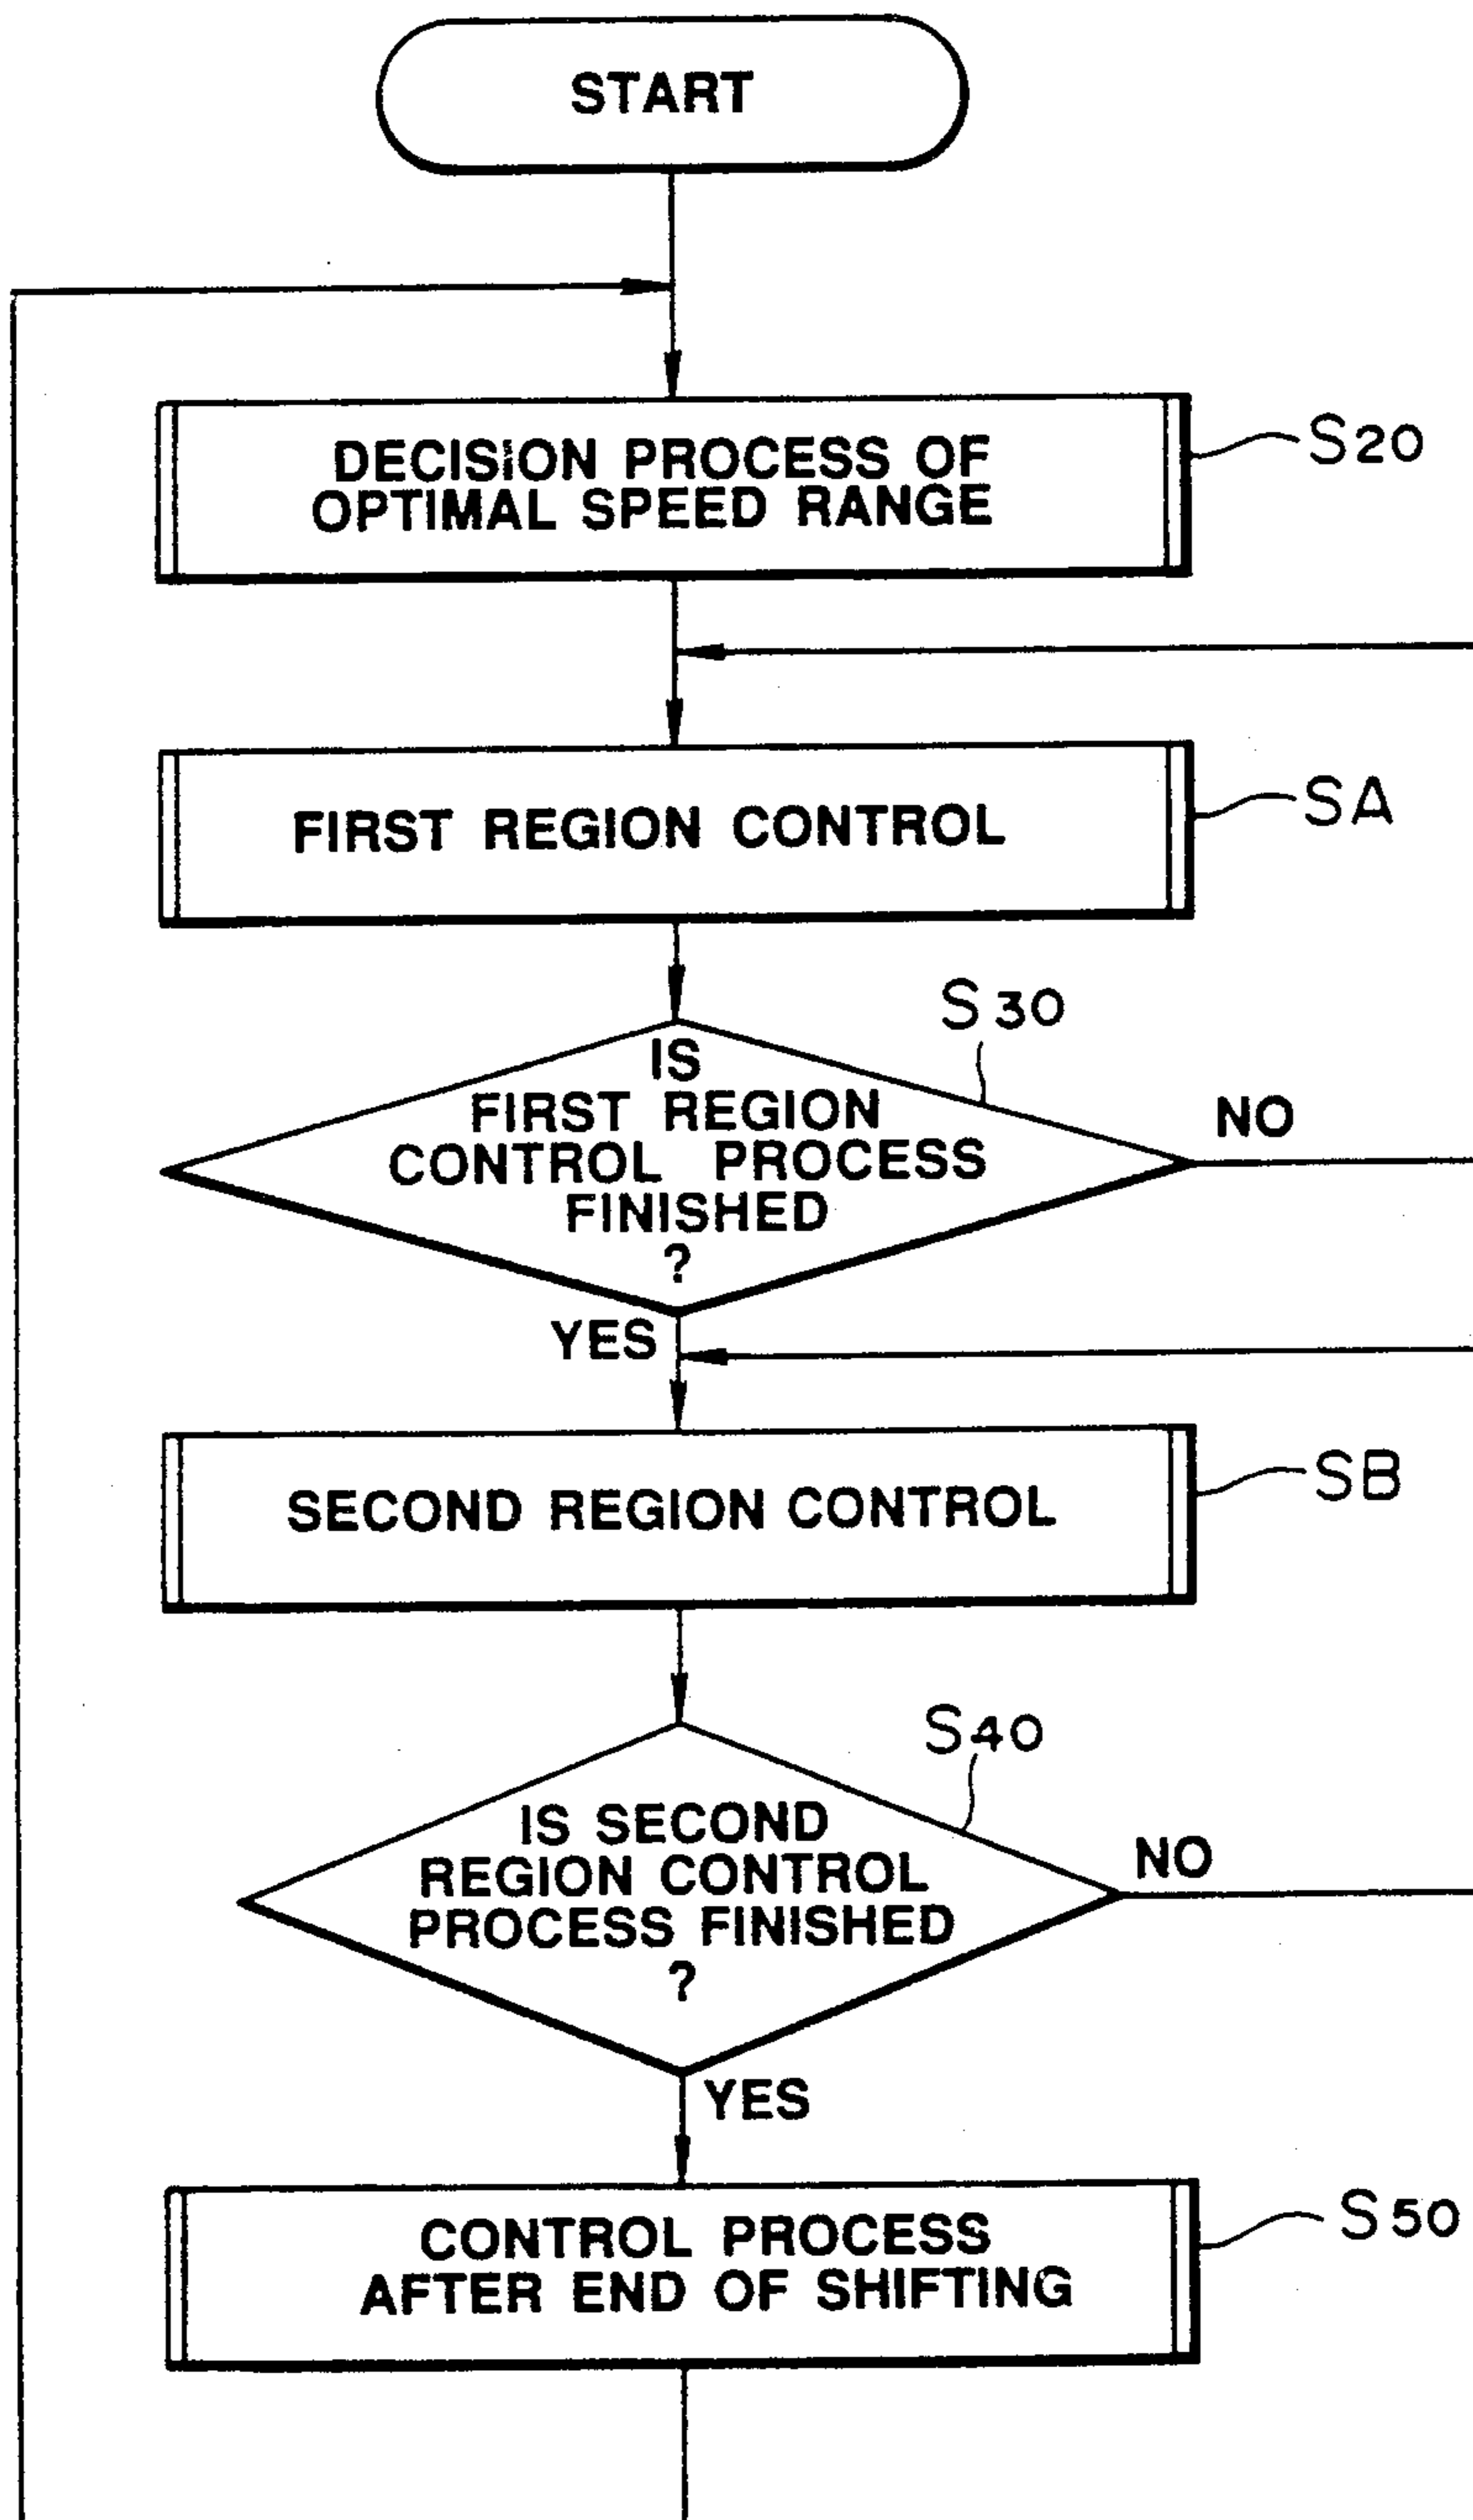 START
DECISION PROCESS OF
OPTIMAL SPEED RANGE
S20
FIRST REGION CONTROL
SA
S30
IS
FIRST REGION
CONTROL PROCESS
FINISHED
?
NO
YES
SECOND REGION CONTROL
SB
S40
IS SECOND
REGION CONTROL
PROCESS FINISHED
?
NO
YES
CONTROL PROCESS
AFTER END OF SHIFTING
S50